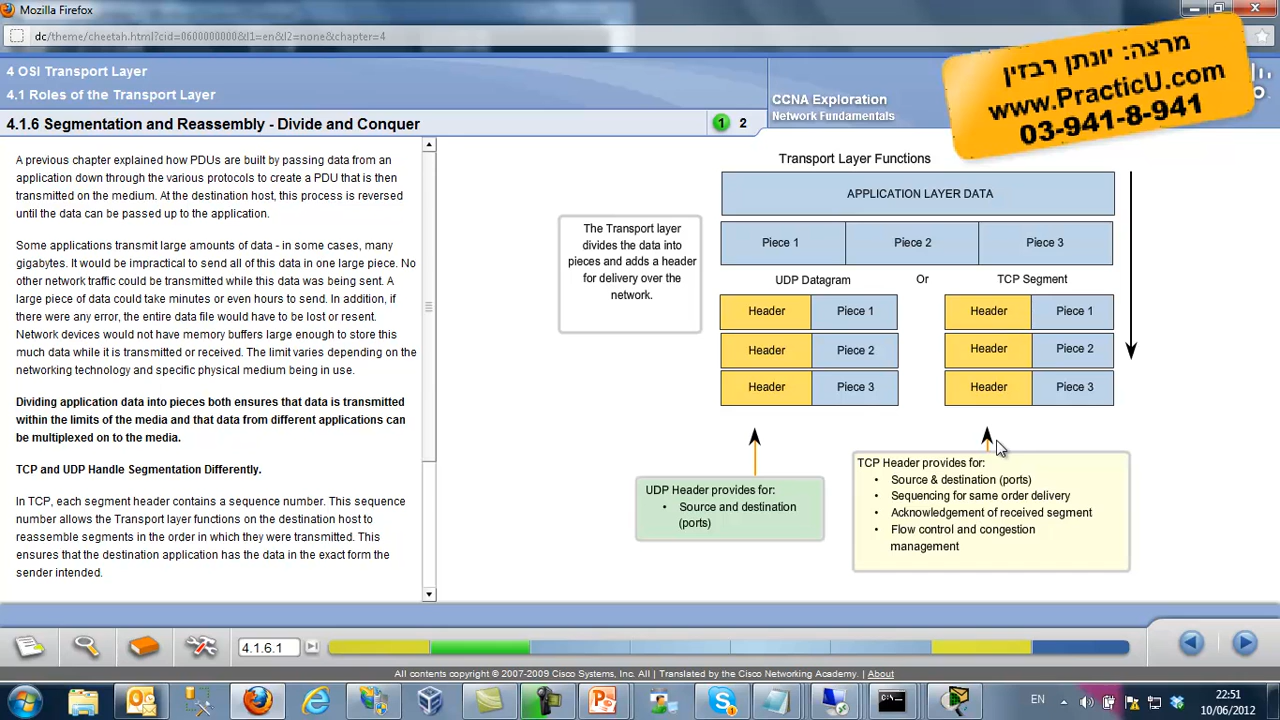 Mozilla Firefox
dc/theme/cheetah.html?cid=0600000000&l1=en&l2=none&chapter=4
4 OSI Transport Layer
4.1 Roles of the Transport Layer
4.1.6 Segmentation and Reassembly - Divide and Conquer
1 2
CCNA Exploration
Network Fundamentals
מרצה: יונתן רבזין
www.PracticU.com
03-941-8-941
A previous chapter explained how PDUs are built by passing data from an
application down through the various protocols to create a PDU that is then
transmitted on the medium. At the destination host, this process is reversed
until the data can be passed up to the application.
Some applications transmit large amounts of data - in some cases, many
gigabytes. It would be impractical to send all of this data in one large piece. No
other network traffic could be transmitted while this data was being sent. A
large piece of data could take minutes or even hours to send. In addition, if
there were any error, the entire data file would have to be lost or resent.
Network devices would not have memory buffers large enough to store this
much data while it is transmitted or received. The limit varies depending on the
networking technology and specific physical medium being in use.
Dividing application data into pieces both ensures that data is transmitted
within the limits of the media and that data from different applications can
be multiplexed on to the media.
TCP and UDP Handle Segmentation Differently.
In TCP, each segment header contains a sequence number. This sequence
number allows the Transport layer functions on the destination host to
reassemble segments in the order in which they were transmitted. This
ensures that the destination application has the data in the exact form the
sender intended.
Transport Layer Functions
APPLICATION LAYER DATA
Piece 1 Piece 2 Piece 3
The Transport layer
divides the data into
pieces and adds a header
for delivery over the
network.
UDP Datagram Or TCP Segment
Header Piece 1 Header Piece 1
Header Piece 2 Header Piece 2
Header Piece 3 Header Piece 3
UDP Header provides for:
• Source and destination
(ports)
TCP Header provides for:
• Source & destination (ports)
• Sequencing for same order delivery
• Acknowledgement of received segment
• Flow control and congestion
management
4.1.6.1
All contents copyright © 2007-2009 Cisco Systems, Inc. All | Translated by the Cisco Networking Academy. | About
EN
22:51
10/06/2012